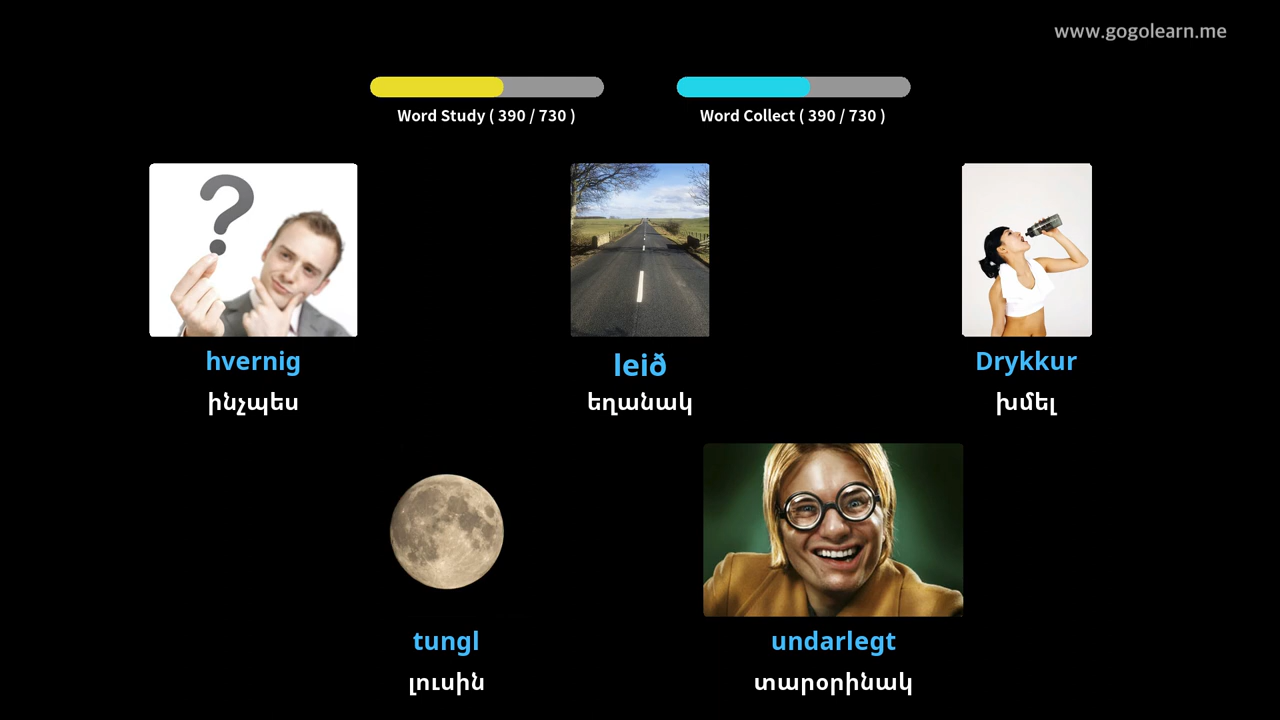 www.gogolearn.me
Word Study ( 390 / 730 )
Word Collect ( 390 / 730 )
?
hvernig
leið
Drykkur
ինչպես
եղանակ
խմել
tungl
undarlegt
լուսին
տարօրինակ